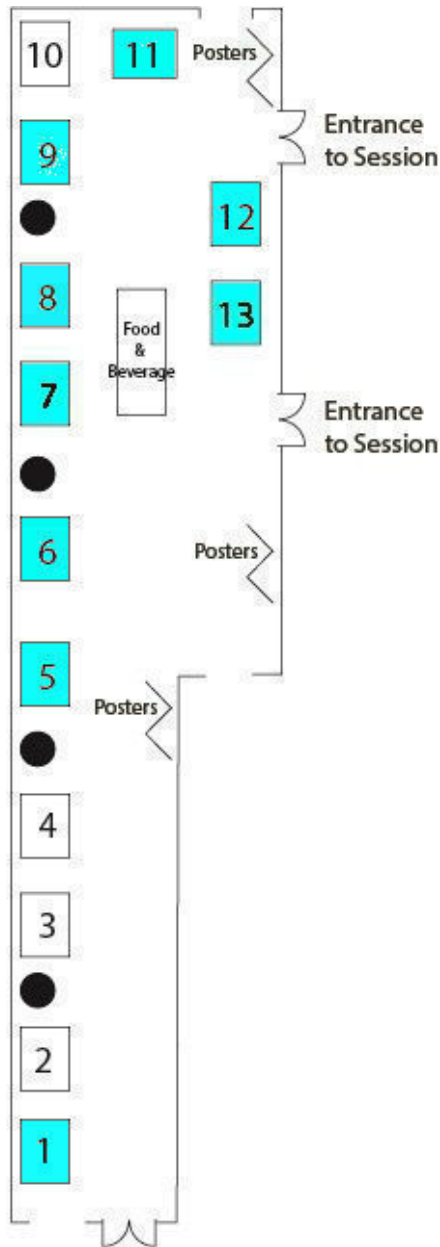 10
11
Posters
Entrance
to Session
9
12
8
13
Food
&
Beverage
7
Entrance
to Session
6
Posters
5
Posters
4
3
2
1